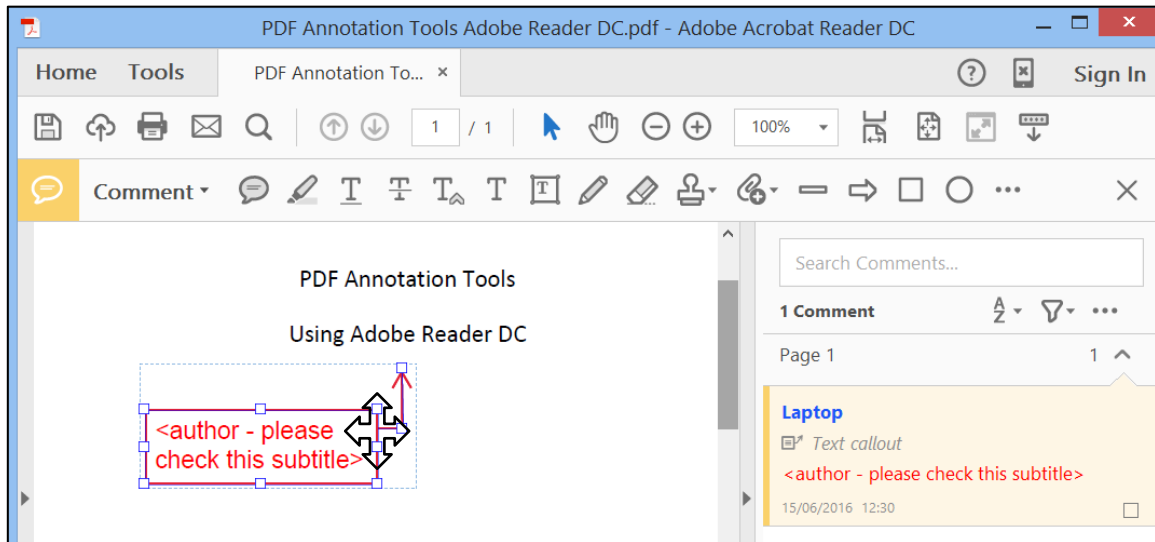 PDF Annotation Tools Adobe Reader DC.pdf - Adobe Acrobat Reader DC
Home Tools PDF Annotation To... × Sign In
1 / 1 100%
Comment
PDF Annotation Tools
Using Adobe Reader DC
<author - please
check this subtitle>
Search Comments...
1 Comment
Page 1 1
Laptop
Text callout
<author - please check this subtitle>
15/06/2016 12:30